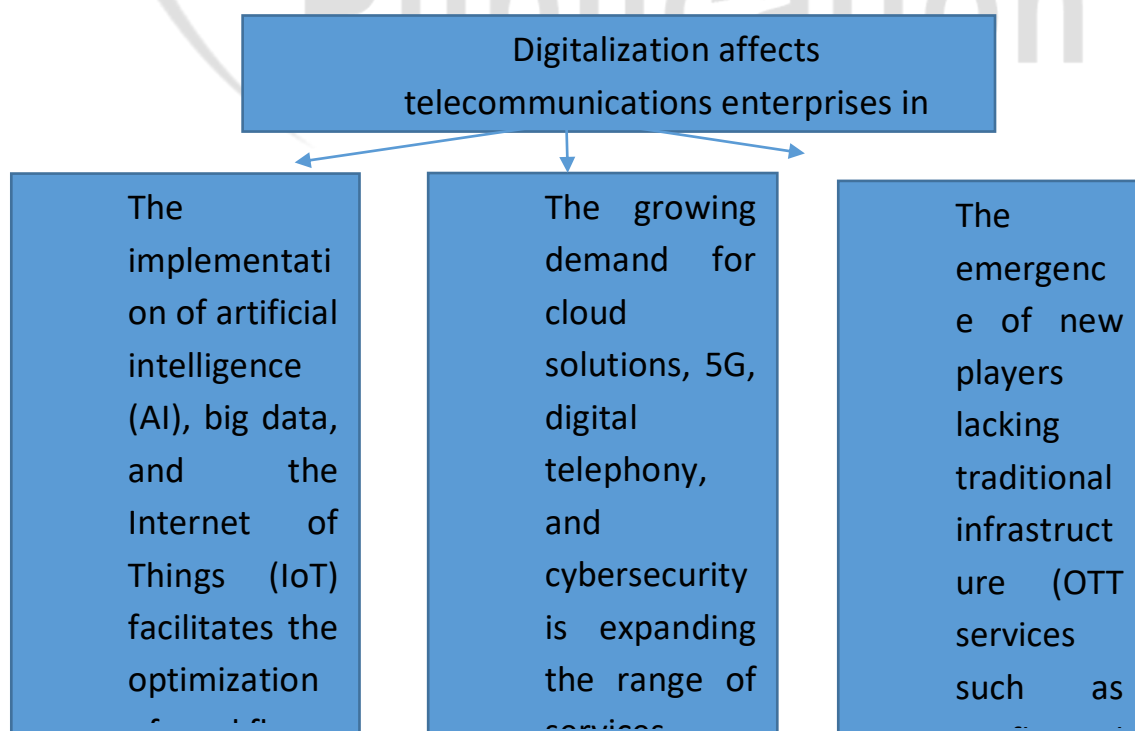 Digitalization affects
telecommunications enterprises in
The
implementati
on of artificial
intelligence
(AI), big data,
and the
Internet of
Things (IoT)
facilitates the
optimization
The growing
demand for
cloud
solutions, 5G,
digital
telephony,
and
cybersecurity
is expanding
the range of
services
The
emergenc
e of new
players
lacking
traditional
infrastruct
ure (OTT
services
such as